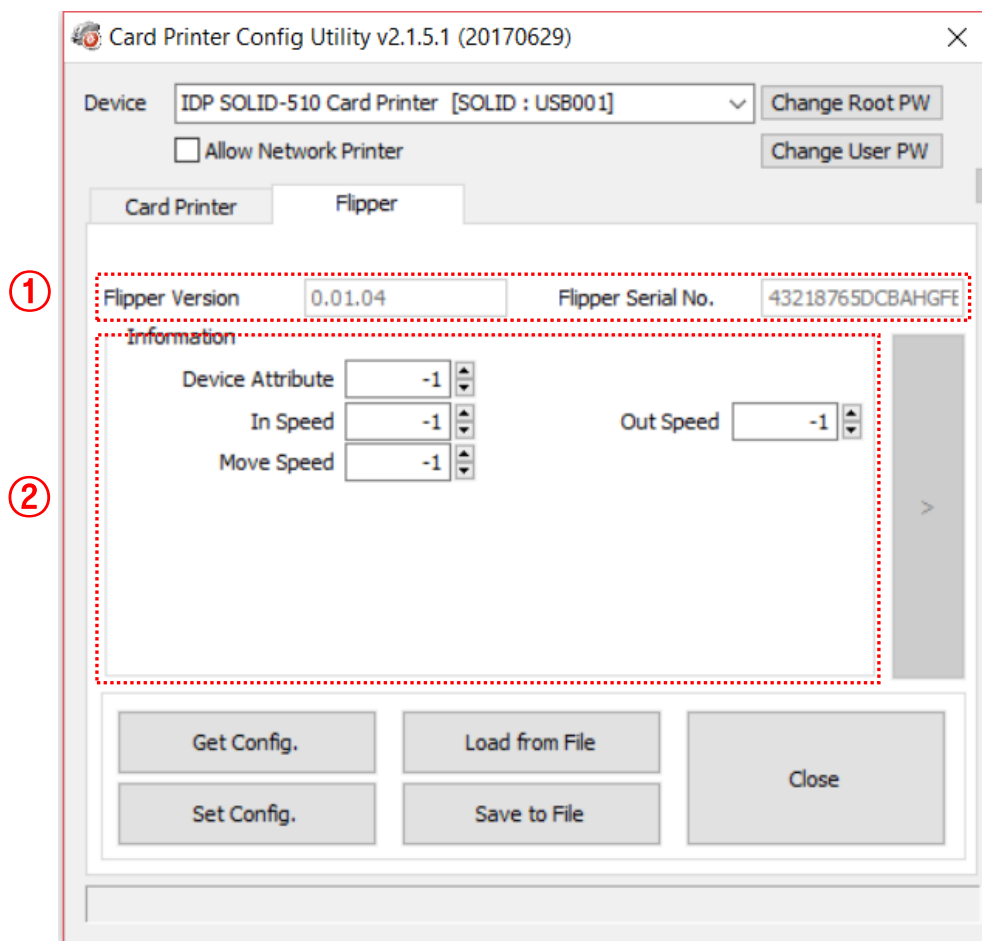 Card Printer Config Utility v2.1.5.1 (20170629)
Device IDP SOLID-510 Card Printer [SOLID : USB001] Change Root PW
Allow Network Printer Change User PW
Card Printer Flipper
① Flipper Version 0.01.04 Flipper Serial No. 43218765DCBAHGFE
Information
Device Attribute -1
In Speed -1 Out Speed -1
Move Speed -1
②
>
Get Config. Load from File
Close
Set Config. Save to File